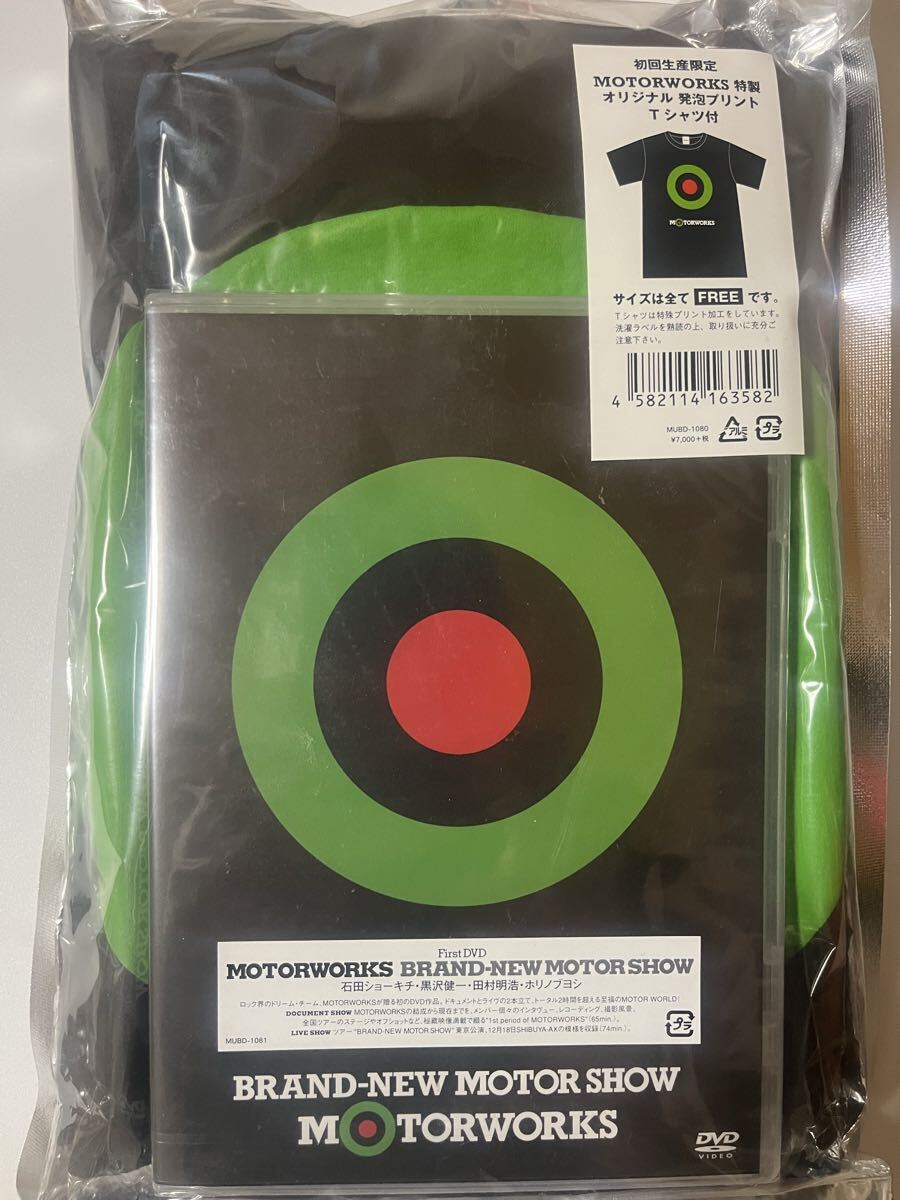 初回生産限定
MOTORWORKS 特製
オリジナル 発泡プリント
Tシャツ付
MOTORWORKS
サイズは全て FREE です。
Tシャツは特殊プリント加工をしています。
洗濯ラベルを熟読の上、取り扱いに充分ご
注意下さい。
4 582114 163582
MUBD-1080
¥7,000+税
アルミ
プラ
First DVD
MOTORWORKS BRAND-NEW MOTOR SHOW
石田ショーキチ・黒沢健一・田村明浩・ホリノブヨシ
ロック界のドリーム・チーム、MOTORWORKSが贈る初のDVD作品。ドキュメントとライヴの2本立て、トータル2時間を超える至福のMOTOR WORLD!
DOCUMENT SHOW MOTORWORKSの結成から現在までを、メンバー個々のインタヴュー、レコーディング、撮影風景、
全国ツアーのステージやオフショットなど、秘蔵映像満載で綴る"1st period of MOTORWORKS"(65min.)。
LIVE SHOW ツアー"BRAND-NEW MOTOR SHOW"東京公演、12月18日SHIBUYA-AXの模様を収録(74min.)。
プラ
MUBD-1081
BRAND-NEW MOTOR SHOW
MOTORWORKS
DVD
VIDEO